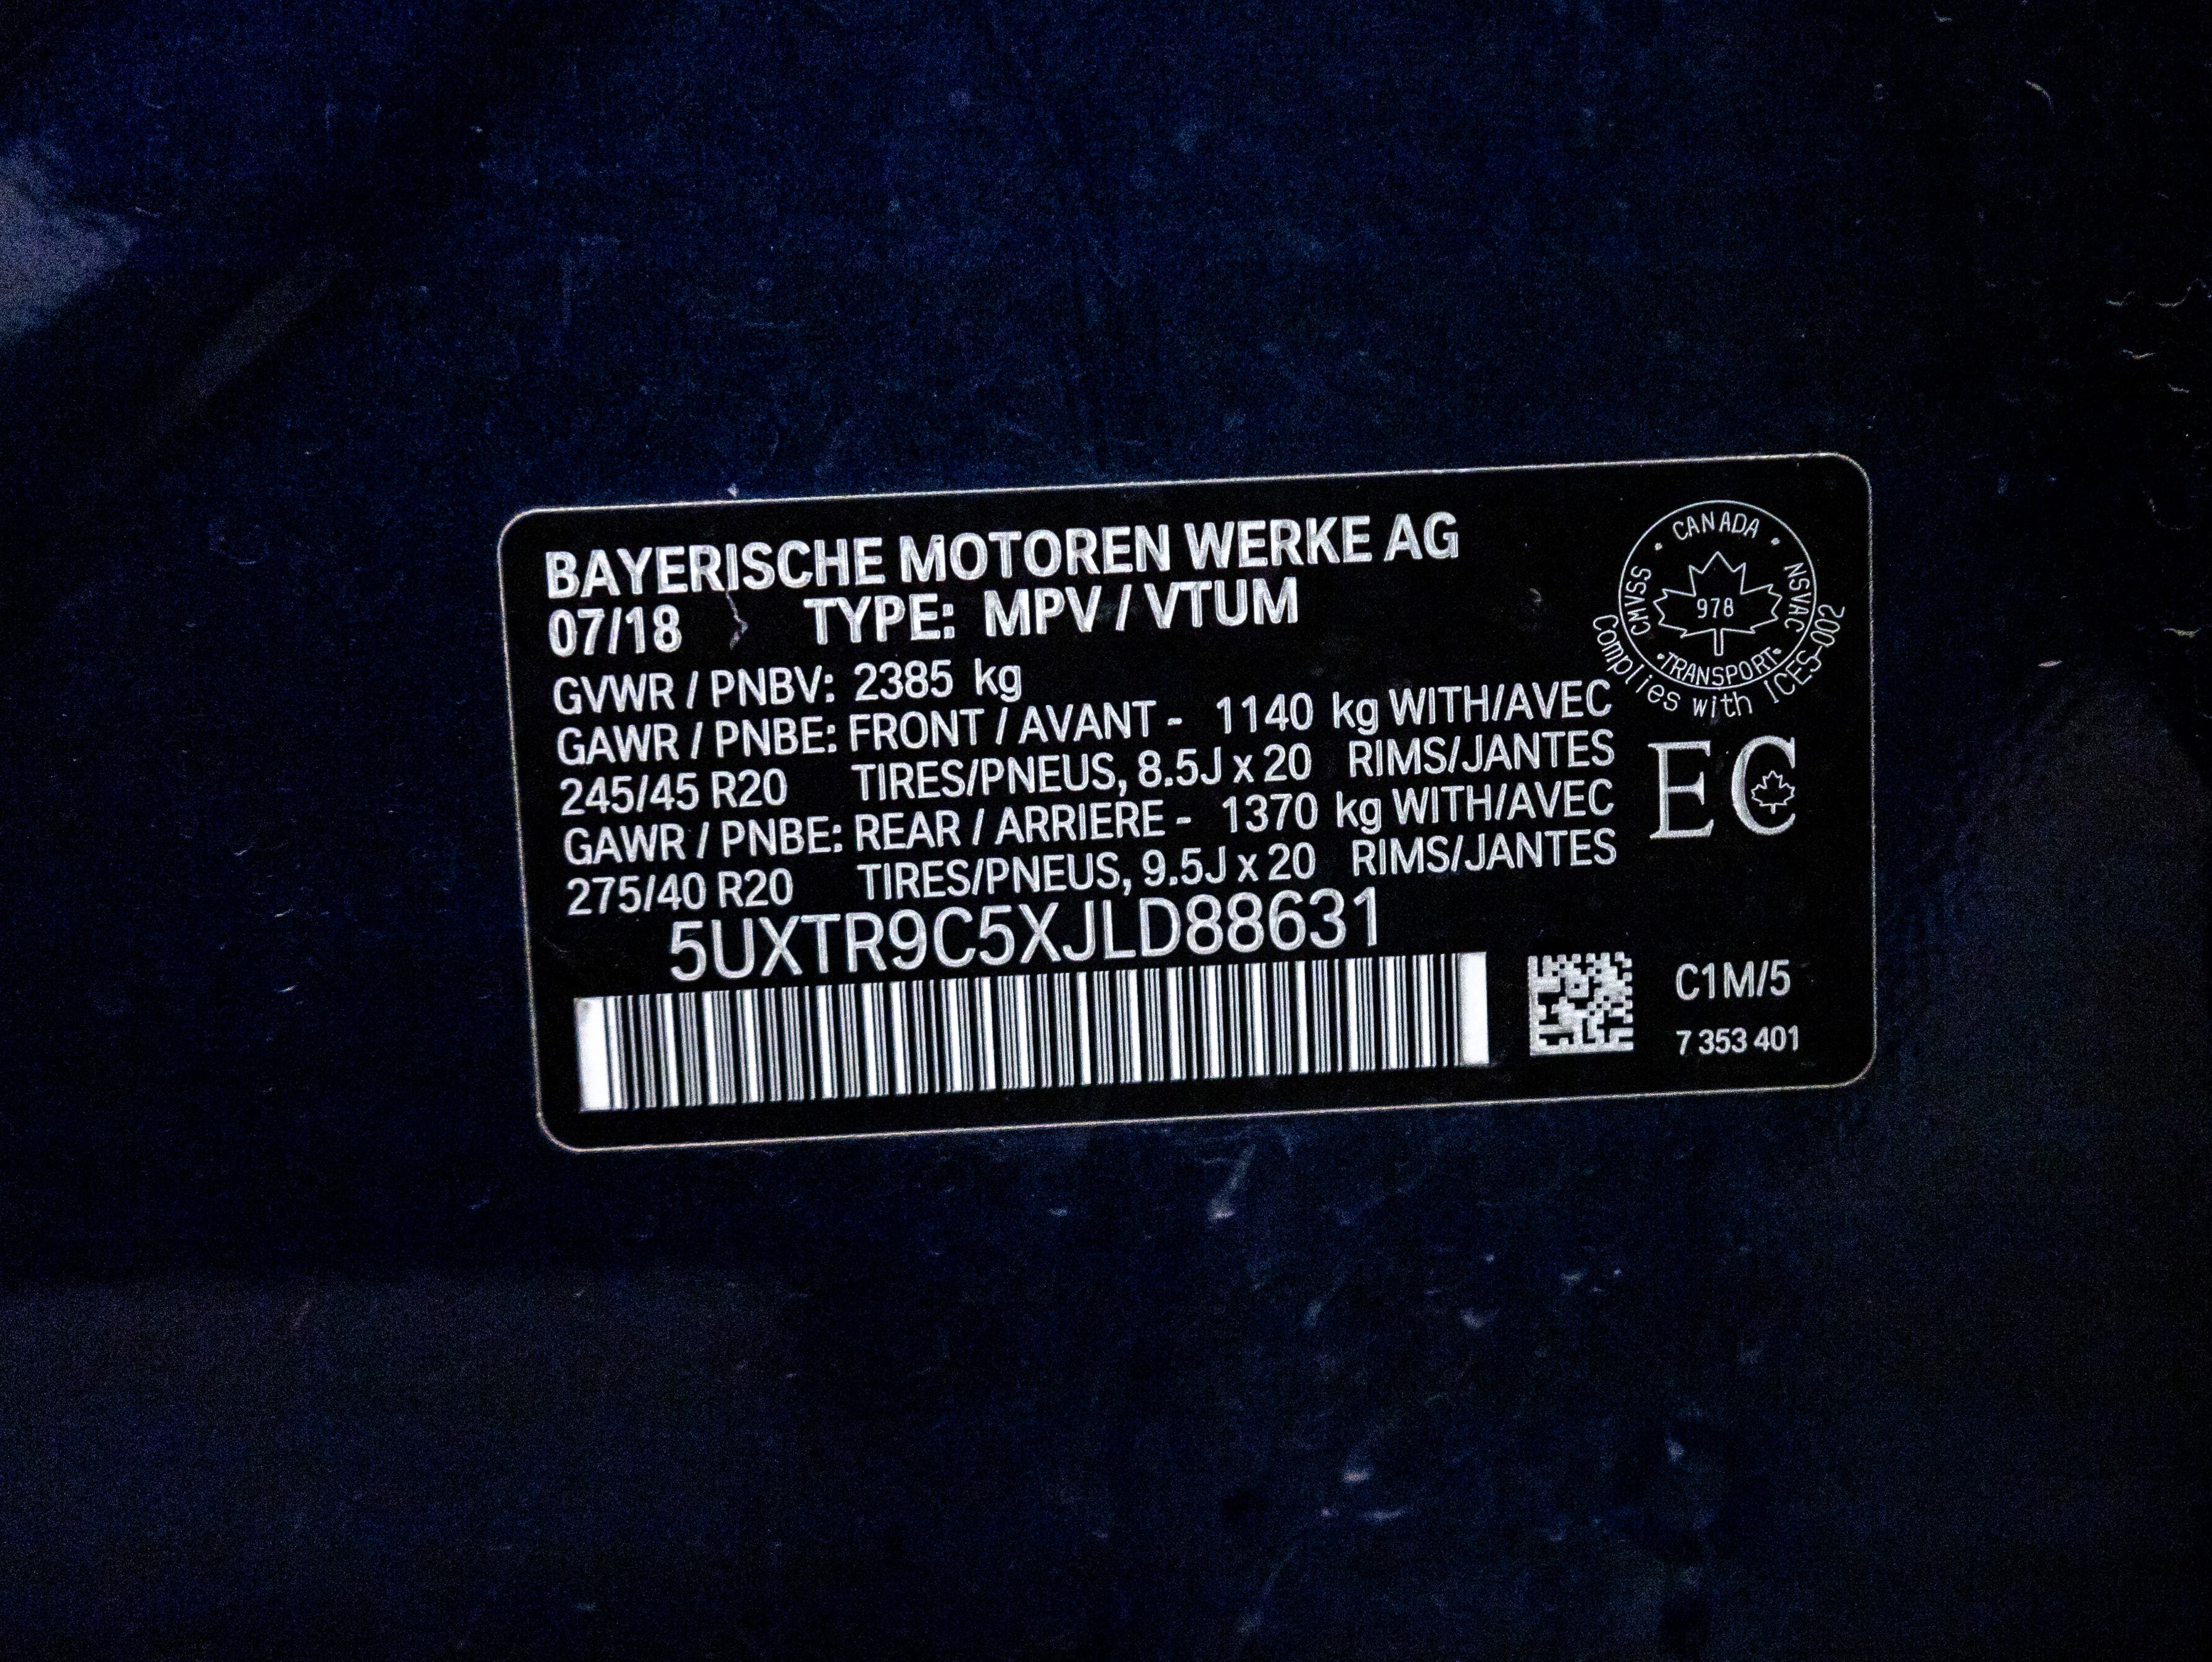 BAYERISCHE MOTOREN WERKE AG
07/18 TYPE: MPV / VTUM
GVWR / PNBV: 2385 kg
GAWR / PNBE: FRONT / AVANT - 1140 kg WITH/AVEC
245/45 R20 TIRES/PNEUS, 8.5J x 20 RIMS/JANTES
GAWR / PNBE: REAR / ARRIERE - 1370 kg WITH/AVEC
275/40 R20 TIRES/PNEUS, 9.5J x 20 RIMS/JANTES
5UXTR9C5XJLD88631
CANADA
CMVSS
978
NSVAC
TRANSPORT
Complies with ICES-002
EC
C1M/5
7 353 401